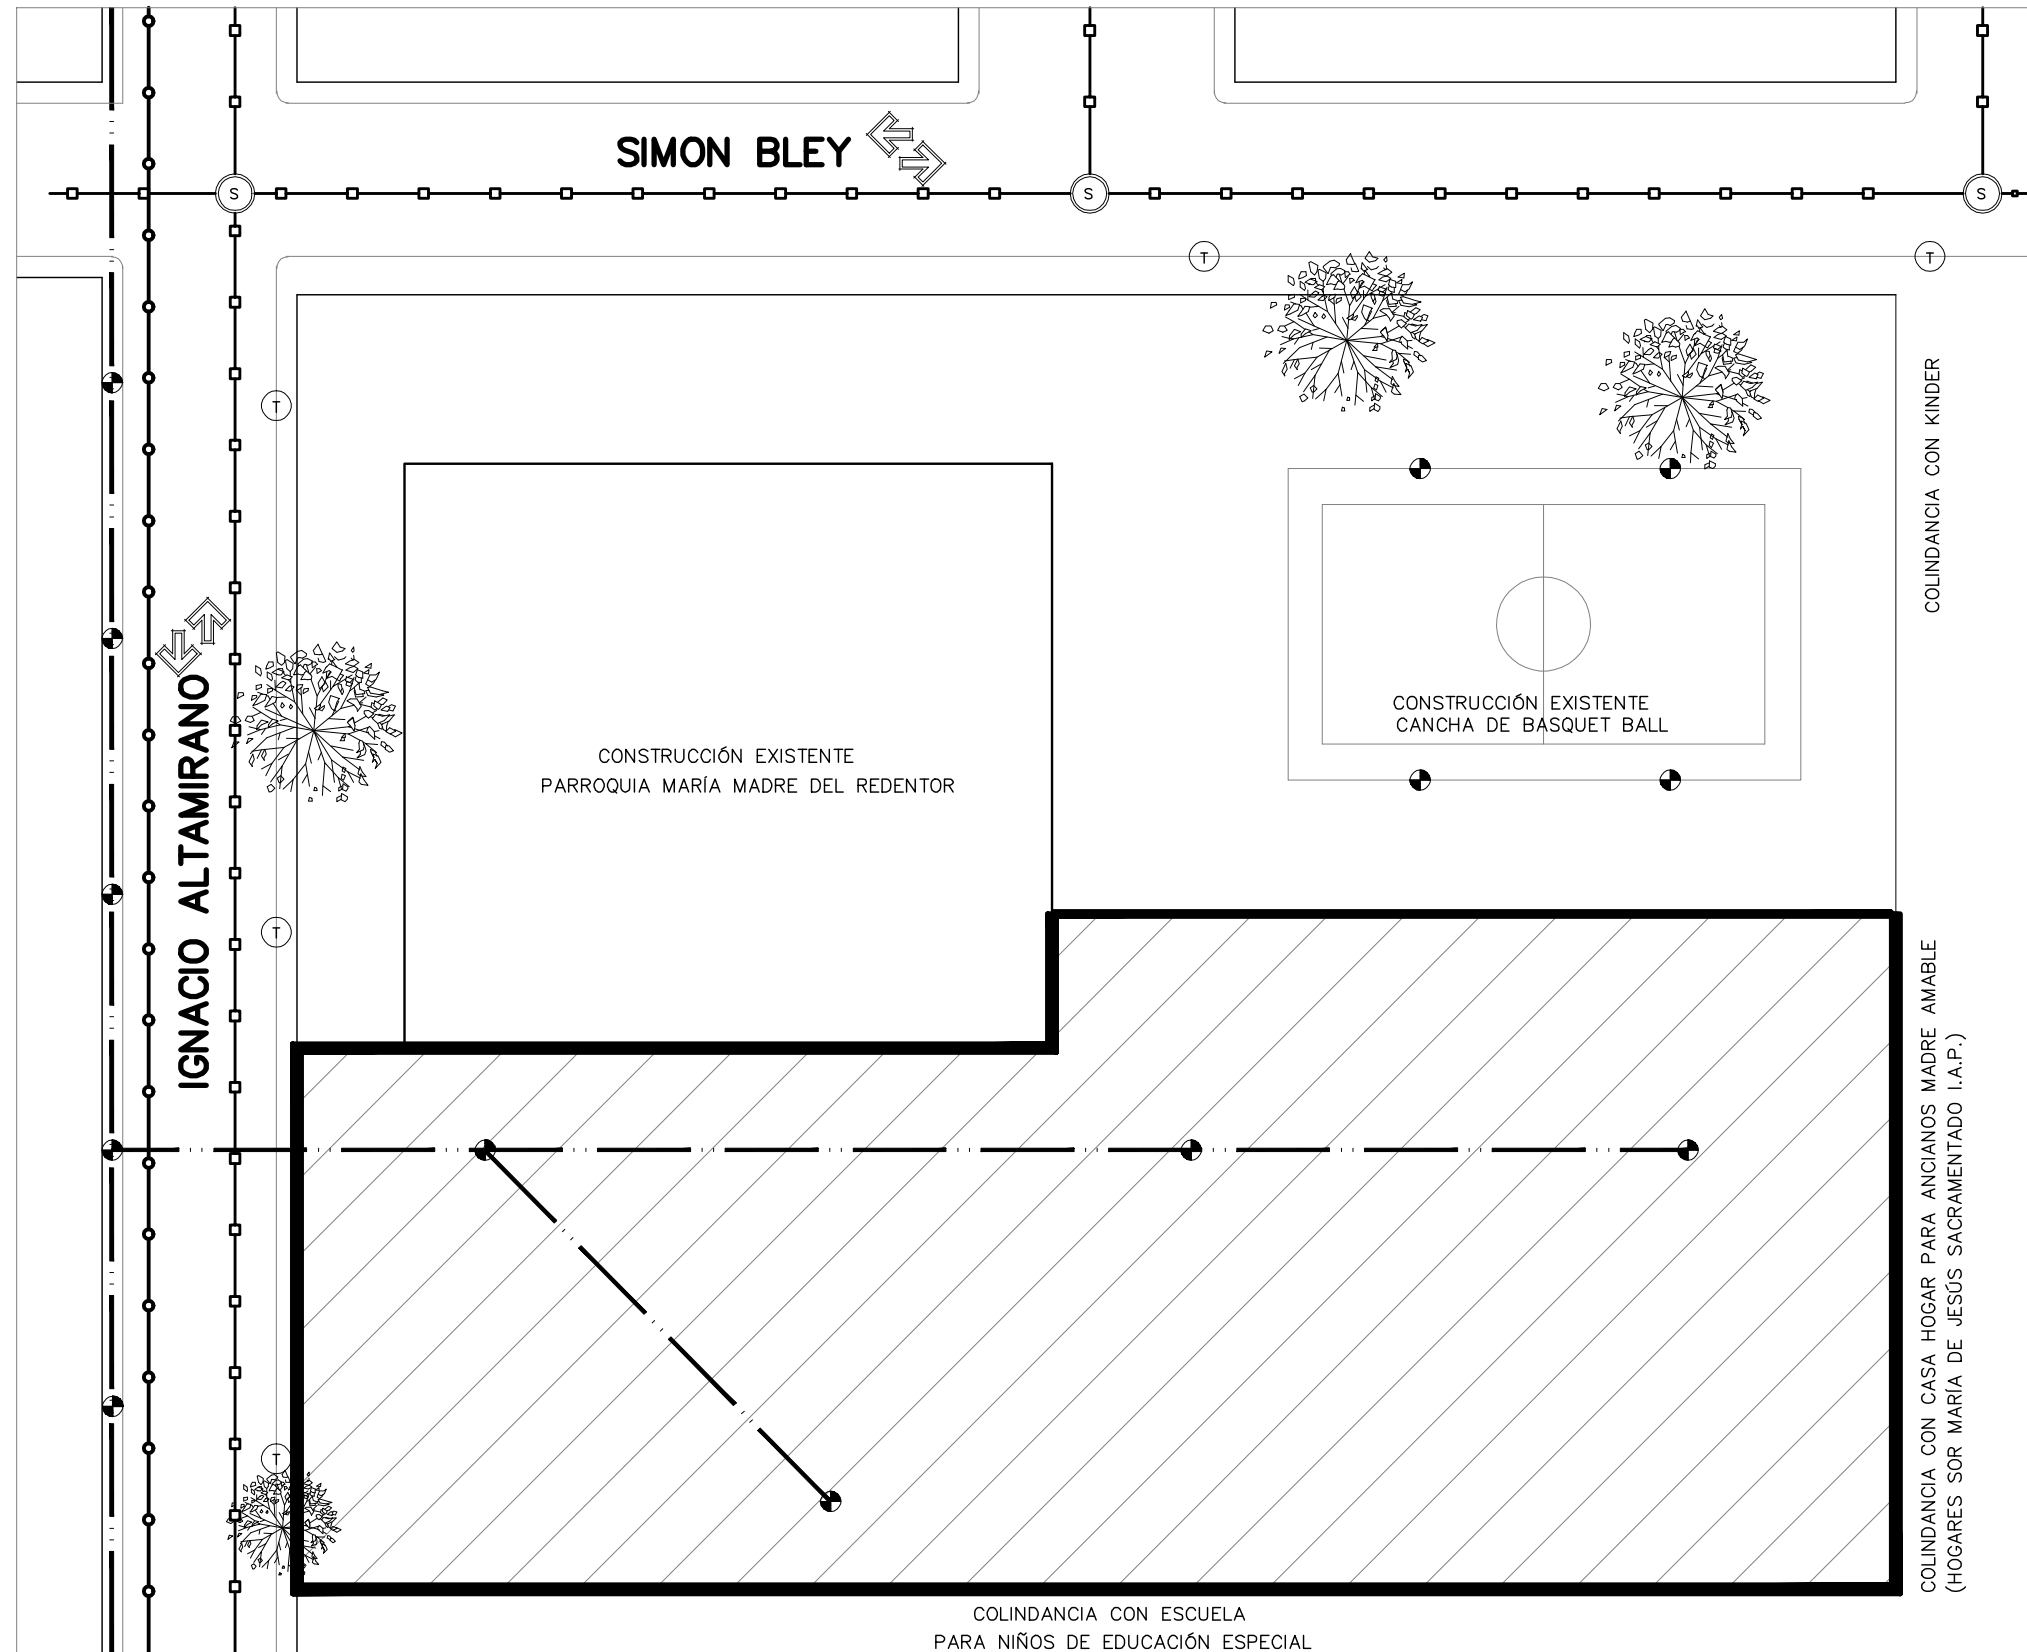 SIMON BLEY
S
S
S
T
T
T
COLINDANCIA CON KINDER
IGNACIO ALTAMIRANO
CONSTRUCCIÓN EXISTENTE
CANCHA DE BASQUET BALL
CONSTRUCCIÓN EXISTENTE
PARROQUIA MARÍA MADRE DEL REDENTOR
T
COLINDANCIA CON CASA HOGAR PARA ANCIANOS MADRE AMABLE
(HOGARES SOR MARÍA DE JESÚS SACRAMENTADO I.A.P.)
T
COLINDANCIA CON ESCUELA
PARA NIÑOS DE EDUCACIÓN ESPECIAL